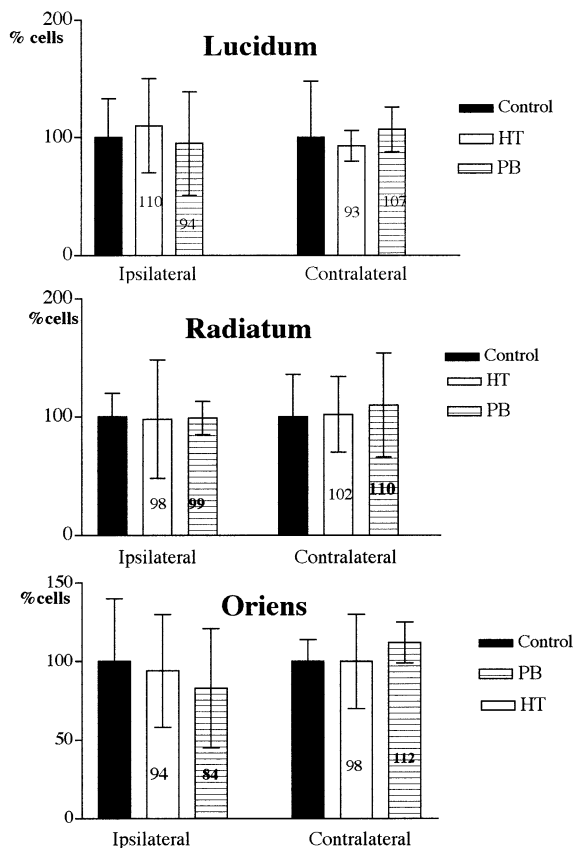 200
% cells
Lucidum
Control
HT
PB
100
110
94
93
107
0
Ipsilateral
Contralateral
200
%cells
Radiatum
Control
HT
PB
100
98
99
102
110
0
Ipsilateral
Contralateral
150
%cells
Oriens
Control
PB
HT
100
50
94
84
98
112
0
Ipsilateral
Contralateral